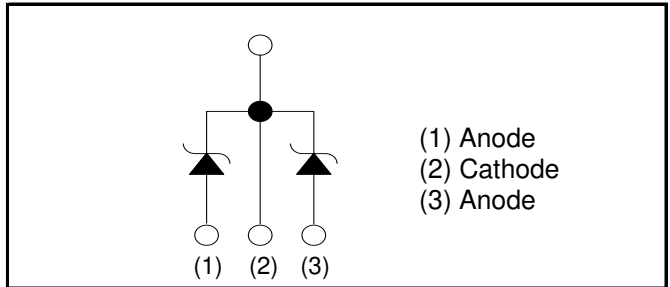 (1) Anode
(2) Cathode
(3) Anode
(1) (2) (3)